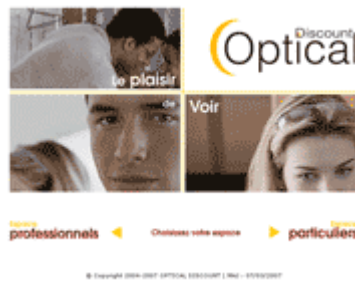 Discount
Optical
Le plaisir
de
Voir
Espace
professionnels
Choisissez votre espace
Espace
particuliers
© Copyright 2004-2007 OPTICAL DISCOUNT | MAJ - 07/03/2007